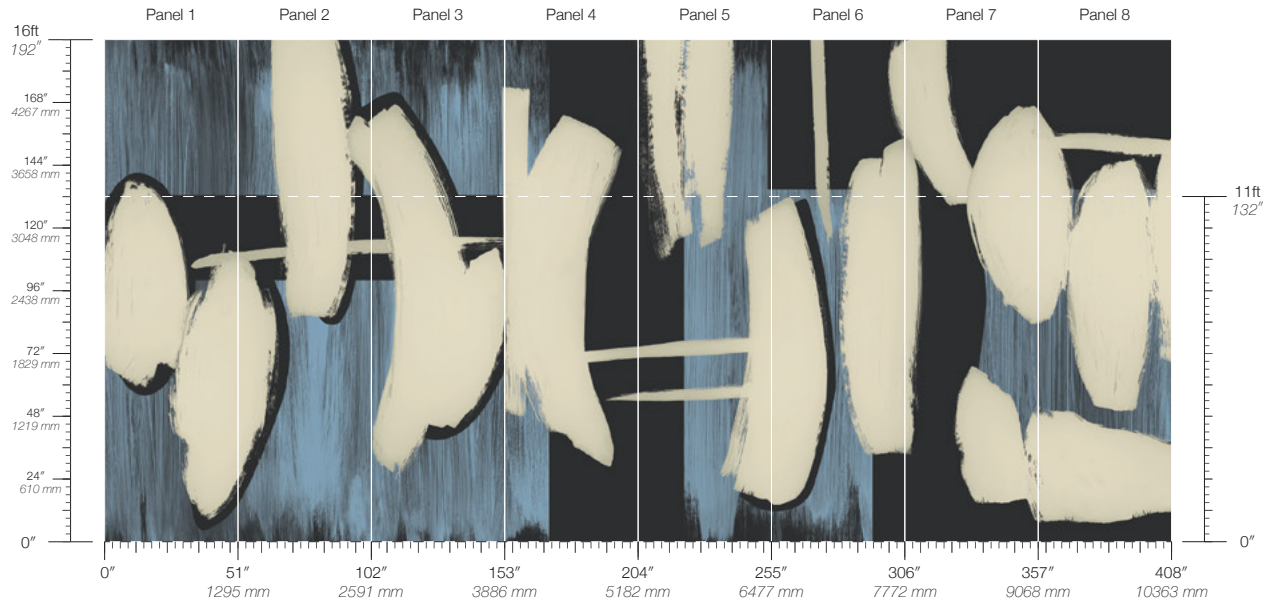 Panel 1 Panel 2 Panel 3 Panel 4 Panel 5 Panel 6 Panel 7 Panel 8
16ft
192″
168″
4267 mm
144″
3658 mm
11ft
132″
120″
3048 mm
96″
2438 mm
72″
1829 mm
48″
1219 mm
24″
610 mm
0″ 0″
0″ 51″ 102″ 153″ 204″ 255″ 306″ 357″ 408″
1295 mm 2591 mm 3886 mm 5182 mm 6477 mm 7772 mm 9068 mm 10363 mm